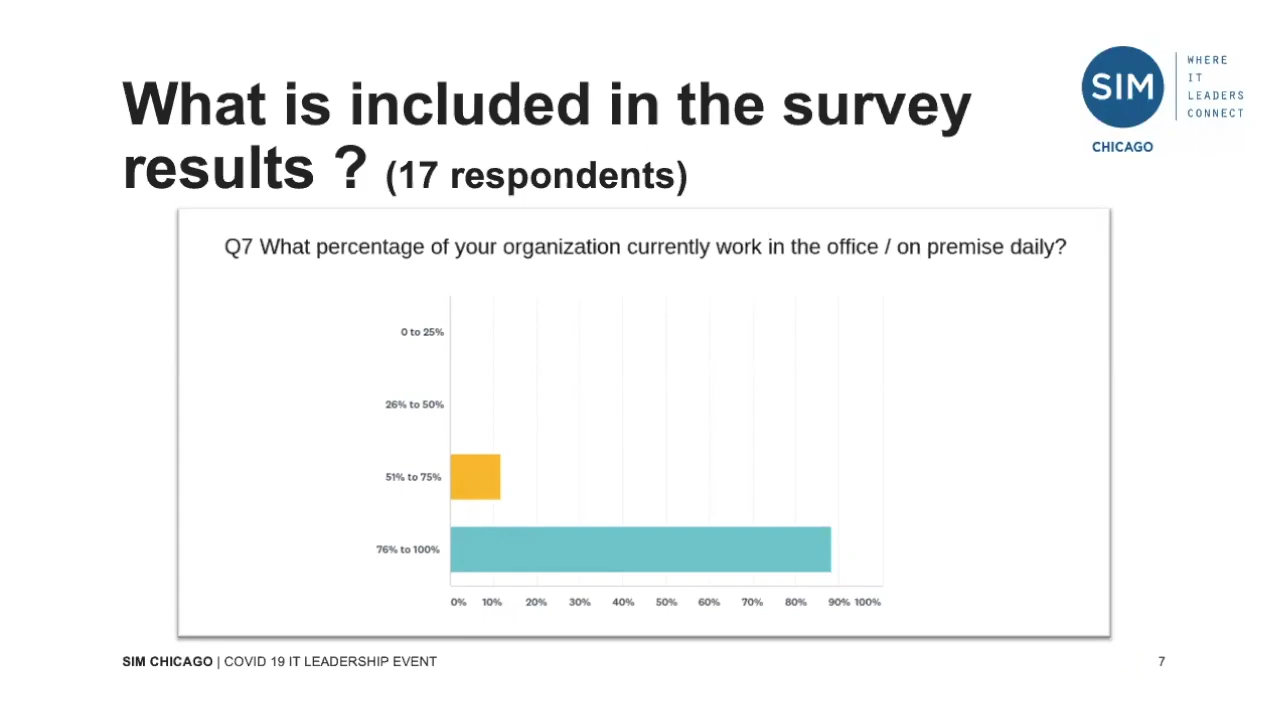 What is included in the survey
results ? (17 respondents)
SIM
CHICAGO
WHERE
IT
LEADERS
CONNECT
Q7 What percentage of your organization currently work in the office / on premise daily?
0 to 25%
26% to 50%
51% to 75%
76% to 100%
0% 10% 20% 30% 40% 50% 60% 70% 80% 90% 100%
SIM CHICAGO | COVID 19 IT LEADERSHIP EVENT 7